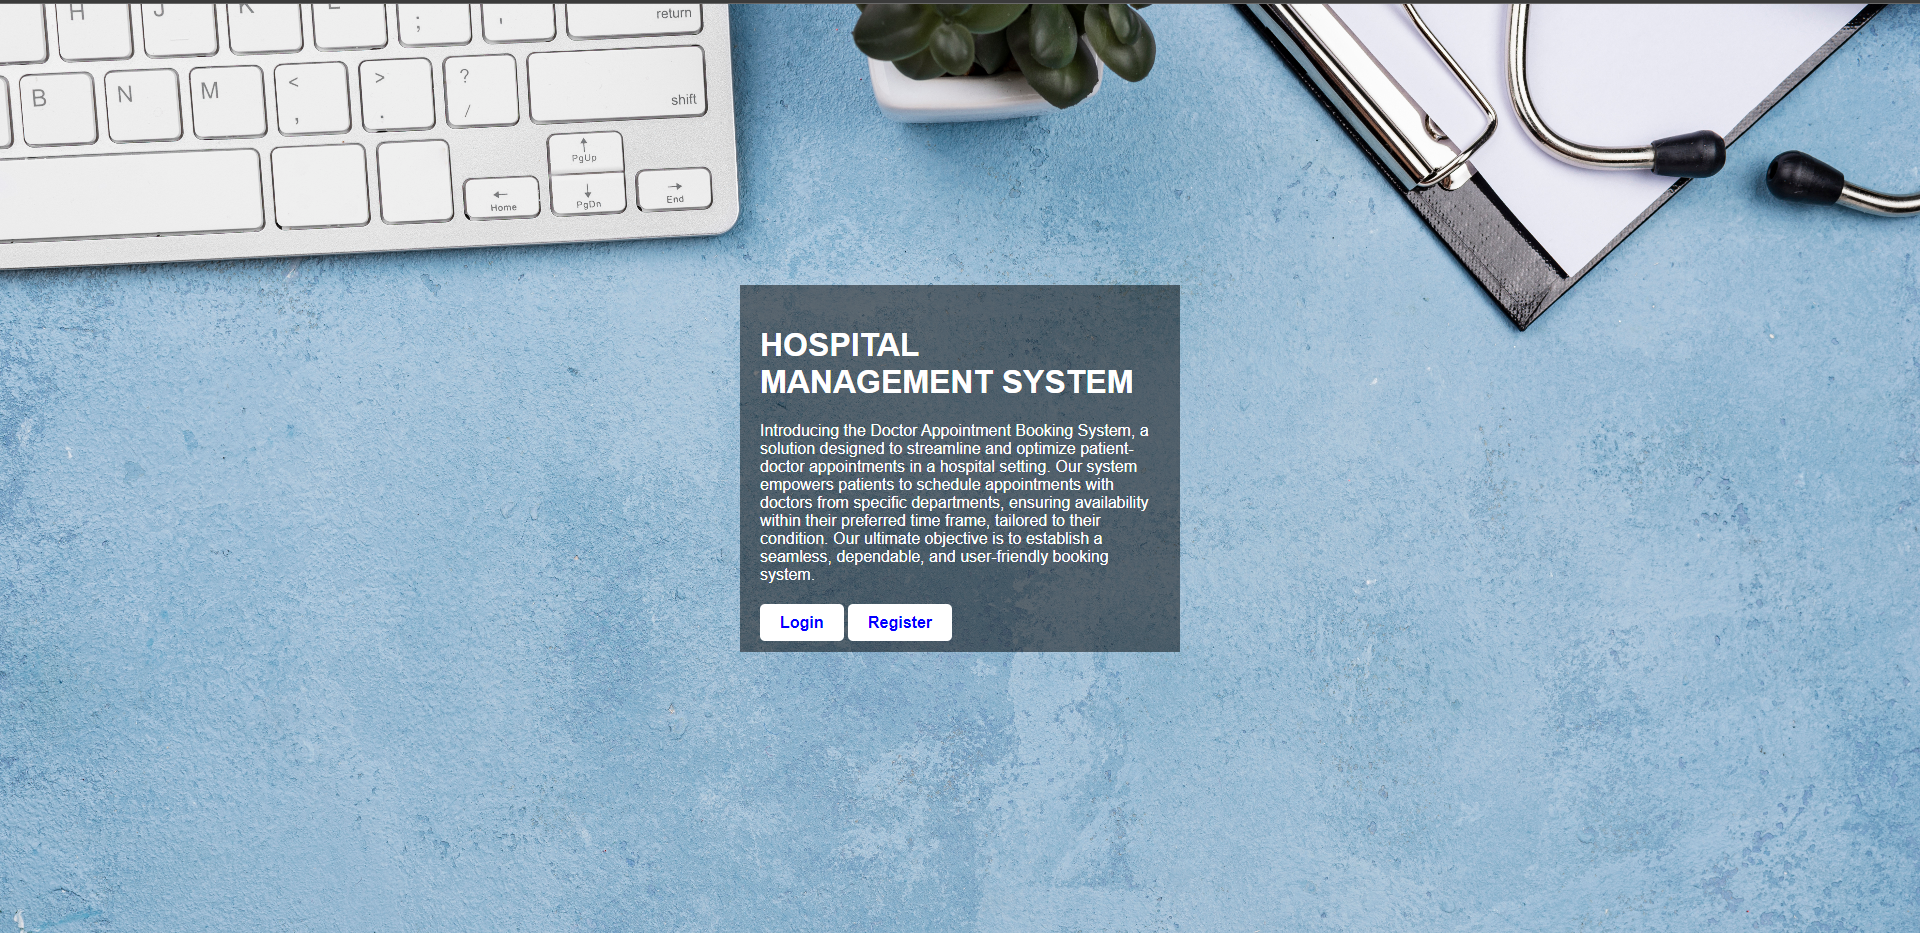 H J K L ; ' return
B N M < , > . ? / shift
PgUp
Home PgDn End
HOSPITAL
MANAGEMENT SYSTEM
Introducing the Doctor Appointment Booking System, a
solution designed to streamline and optimize patient-
doctor appointments in a hospital setting. Our system
empowers patients to schedule appointments with
doctors from specific departments, ensuring availability
within their preferred time frame, tailored to their
condition. Our ultimate objective is to establish a
seamless, dependable, and user-friendly booking
system.
Login Register